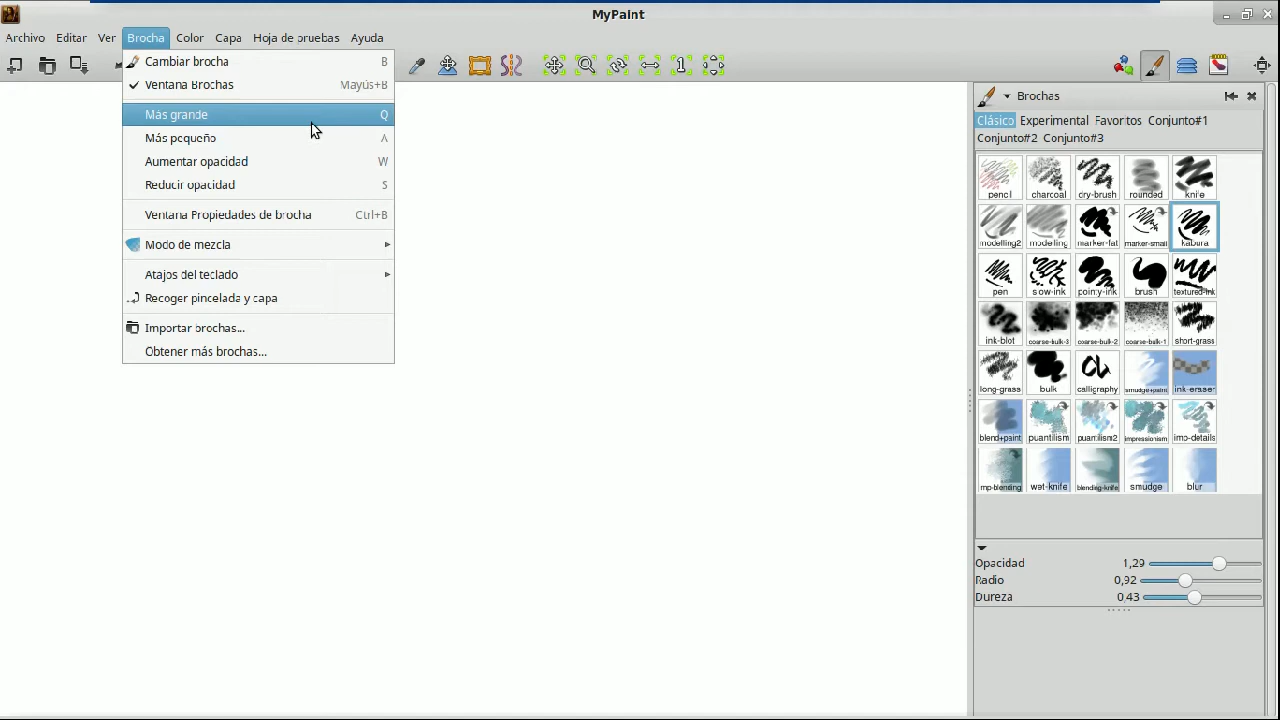 MyPaint
Archivo Editar Ver Brocha Color Capa Hoja de pruebas Ayuda
Cambiar brocha B
Ventana Brochas Mayús+B
Más grande Q
Más pequeño A
Aumentar opacidad W
Reducir opacidad S
Ventana Propiedades de brocha Ctrl+B
Modo de mezcla
Atajos del teclado
Recoger pincelada y capa
Importar brochas...
Obtener más brochas...
1
Brochas
Clásico Experimental Favoritos Conjunto#1
Conjunto#2 Conjunto#3
pencil charcoal dry-brush rounded knife
modelling2 modelling marker-fat marker-small kabura
pen slow-ink pointy-ink brush textured-ink
ink-blot coarse-bulk-3 coarse-bulk-2 coarse-bulk-1 short-grass
long-grass bulk calligraphy smudge+paint ink-eraser
blend+paint puantilism puantilism2 impressionism imp-details
mp-blending wet-knife blending-knife smudge blur
Opacidad 1,29
Radio 0,92
Dureza 0,43